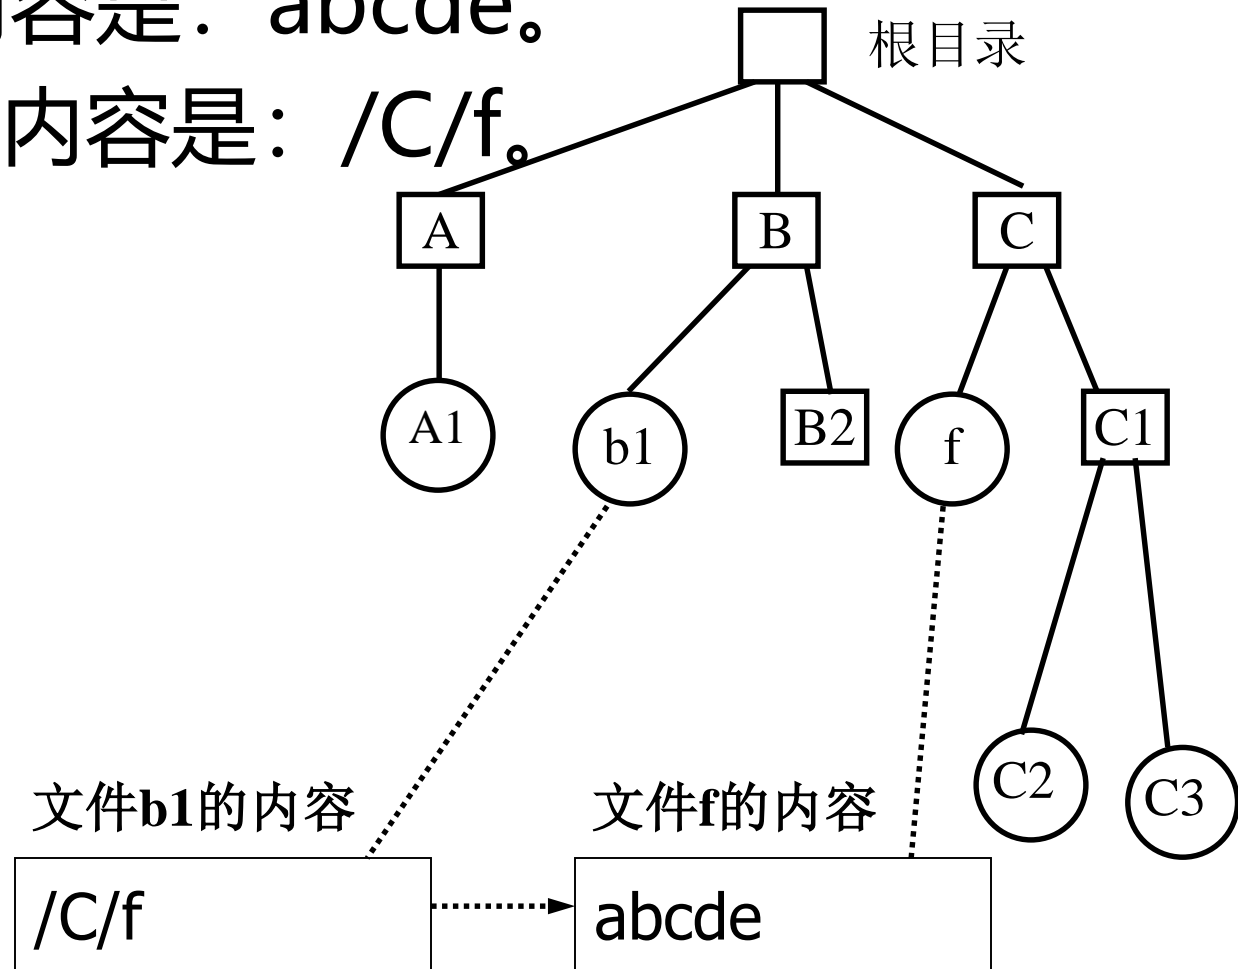 内容是：abcde。
根目录
内容是：/C/f。
A
B
C
A1
b1
B2
f
C1
C2
C3
文件b1的内容
文件f的内容
/C/f
abcde